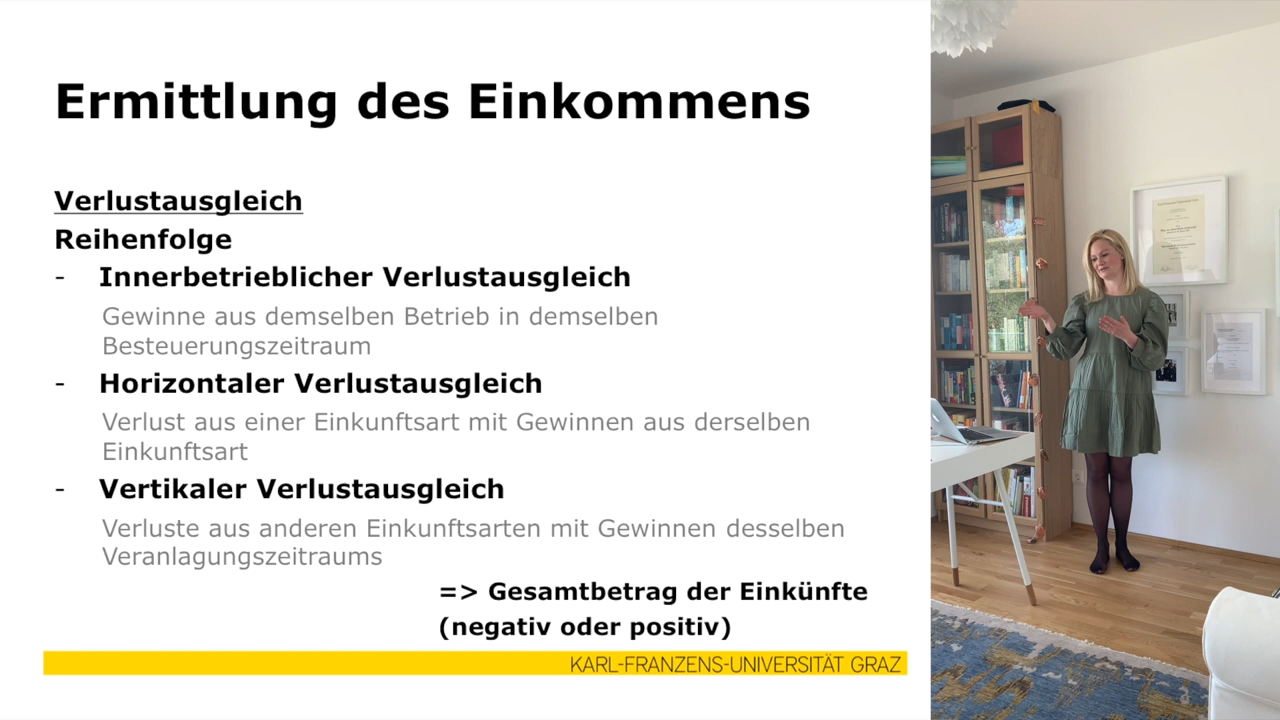 Ermittlung des Einkommens
Verlustausgleich
Reihenfolge
- Innerbetrieblicher Verlustausgleich
Gewinne aus demselben Betrieb in demselben
Besteuerungszeitraum
- Horizontaler Verlustausgleich
Verlust aus einer Einkunftsart mit Gewinnen aus derselben
Einkunftsart
- Vertikaler Verlustausgleich
Verluste aus anderen Einkunftsarten mit Gewinnen desselben
Veranlagungszeitraums
=> Gesamtbetrag der Einkünfte
(negativ oder positiv)
KARL-FRANZENS-UNIVERSITÄT GRAZ